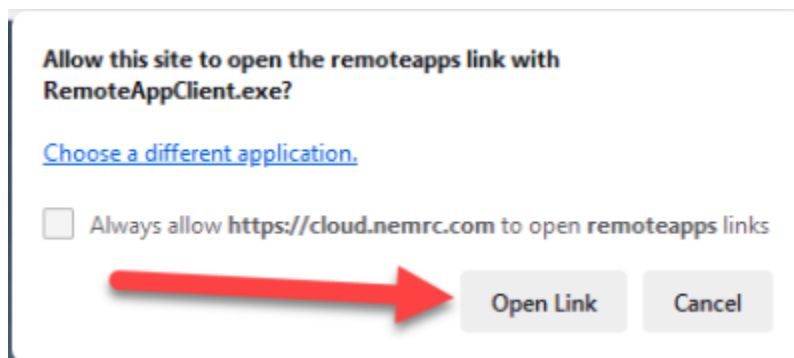 Allow this site to open the remoteapps link with
RemoteAppClient.exe?
Choose a different application.
Always allow https://cloud.nemrc.com to open remoteapps links
Open Link
Cancel